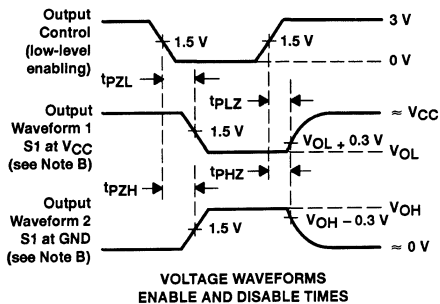 Output
Control
(low-level
enabling)
1.5 V
1.5 V
3 V
0 V
tPZL
tPLZ
Output
Waveform 1
S1 at VCC
(see Note B)
1.5 V
≈ VCC
VOL + 0.3 V
VOL
tPZH
tPHZ
Output
Waveform 2
S1 at GND
(see Note B)
1.5 V
VOH
VOH − 0.3 V
≈ 0 V
VOLTAGE WAVEFORMS
ENABLE AND DISABLE TIMES